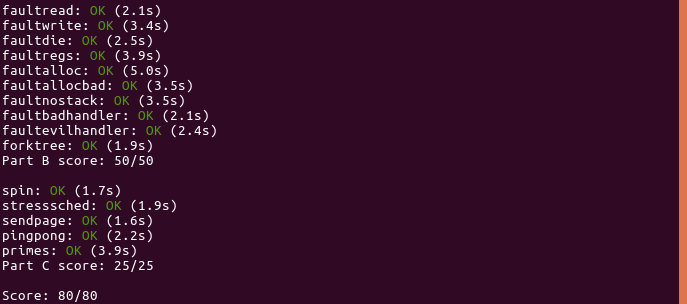 faultread: OK (2.1s)
faultwrite: OK (3.4s)
faultdie: OK (2.5s)
faultregs: OK (3.9s)
faultalloc: OK (5.0s)
faultallocbad: OK (3.5s)
faultnostack: OK (3.5s)
faultbadhandler: OK (2.1s)
faultevilhandler: OK (2.4s)
forktree: OK (1.9s)
Part B score: 50/50
spin: OK (1.7s)
stresssched: OK (1.9s)
sendpage: OK (1.6s)
pingpong: OK (2.2s)
primes: OK (3.9s)
Part C score: 25/25
Score: 80/80